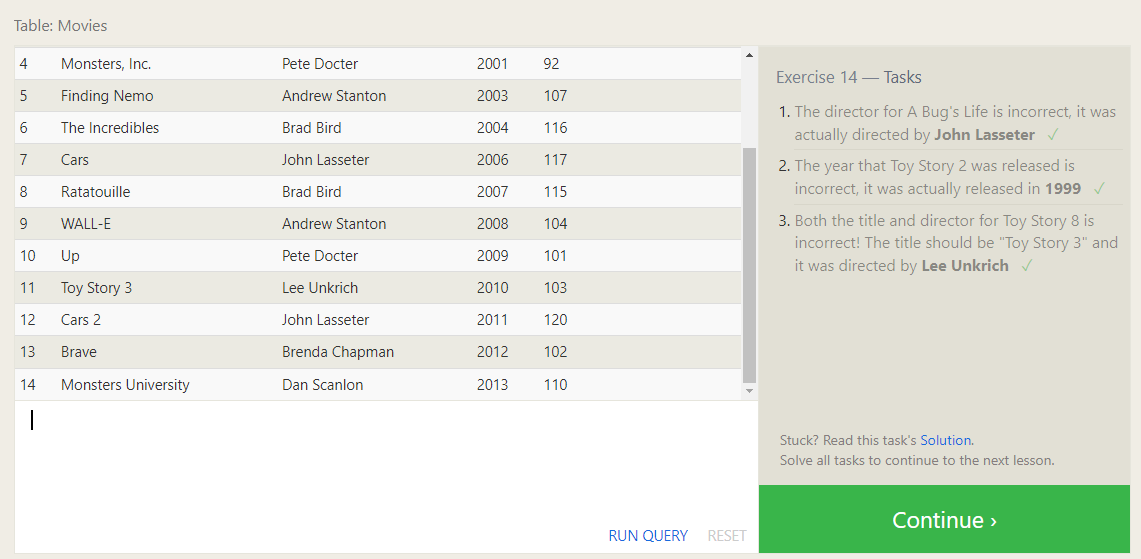 Table: Movies
4 Monsters, Inc. Pete Docter 2001 92
5 Finding Nemo Andrew Stanton 2003 107
6 The Incredibles Brad Bird 2004 116
7 Cars John Lasseter 2006 117
8 Ratatouille Brad Bird 2007 115
9 WALL-E Andrew Stanton 2008 104
10 Up Pete Docter 2009 101
11 Toy Story 3 Lee Unkrich 2010 103
12 Cars 2 John Lasseter 2011 120
13 Brave Brenda Chapman 2012 102
14 Monsters University Dan Scanlon 2013 110
RUN QUERY RESET
Exercise 14 — Tasks
1. The director for A Bug's Life is incorrect, it was
actually directed by John Lasseter ✓
2. The year that Toy Story 2 was released is
incorrect, it was actually released in 1999 ✓
3. Both the title and director for Toy Story 8 is
incorrect! The title should be "Toy Story 3" and
it was directed by Lee Unkrich ✓
Stuck? Read this task's Solution.
Solve all tasks to continue to the next lesson.
Continue ›